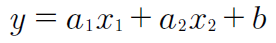 y = a₁x₁ + a₂x₂ + b